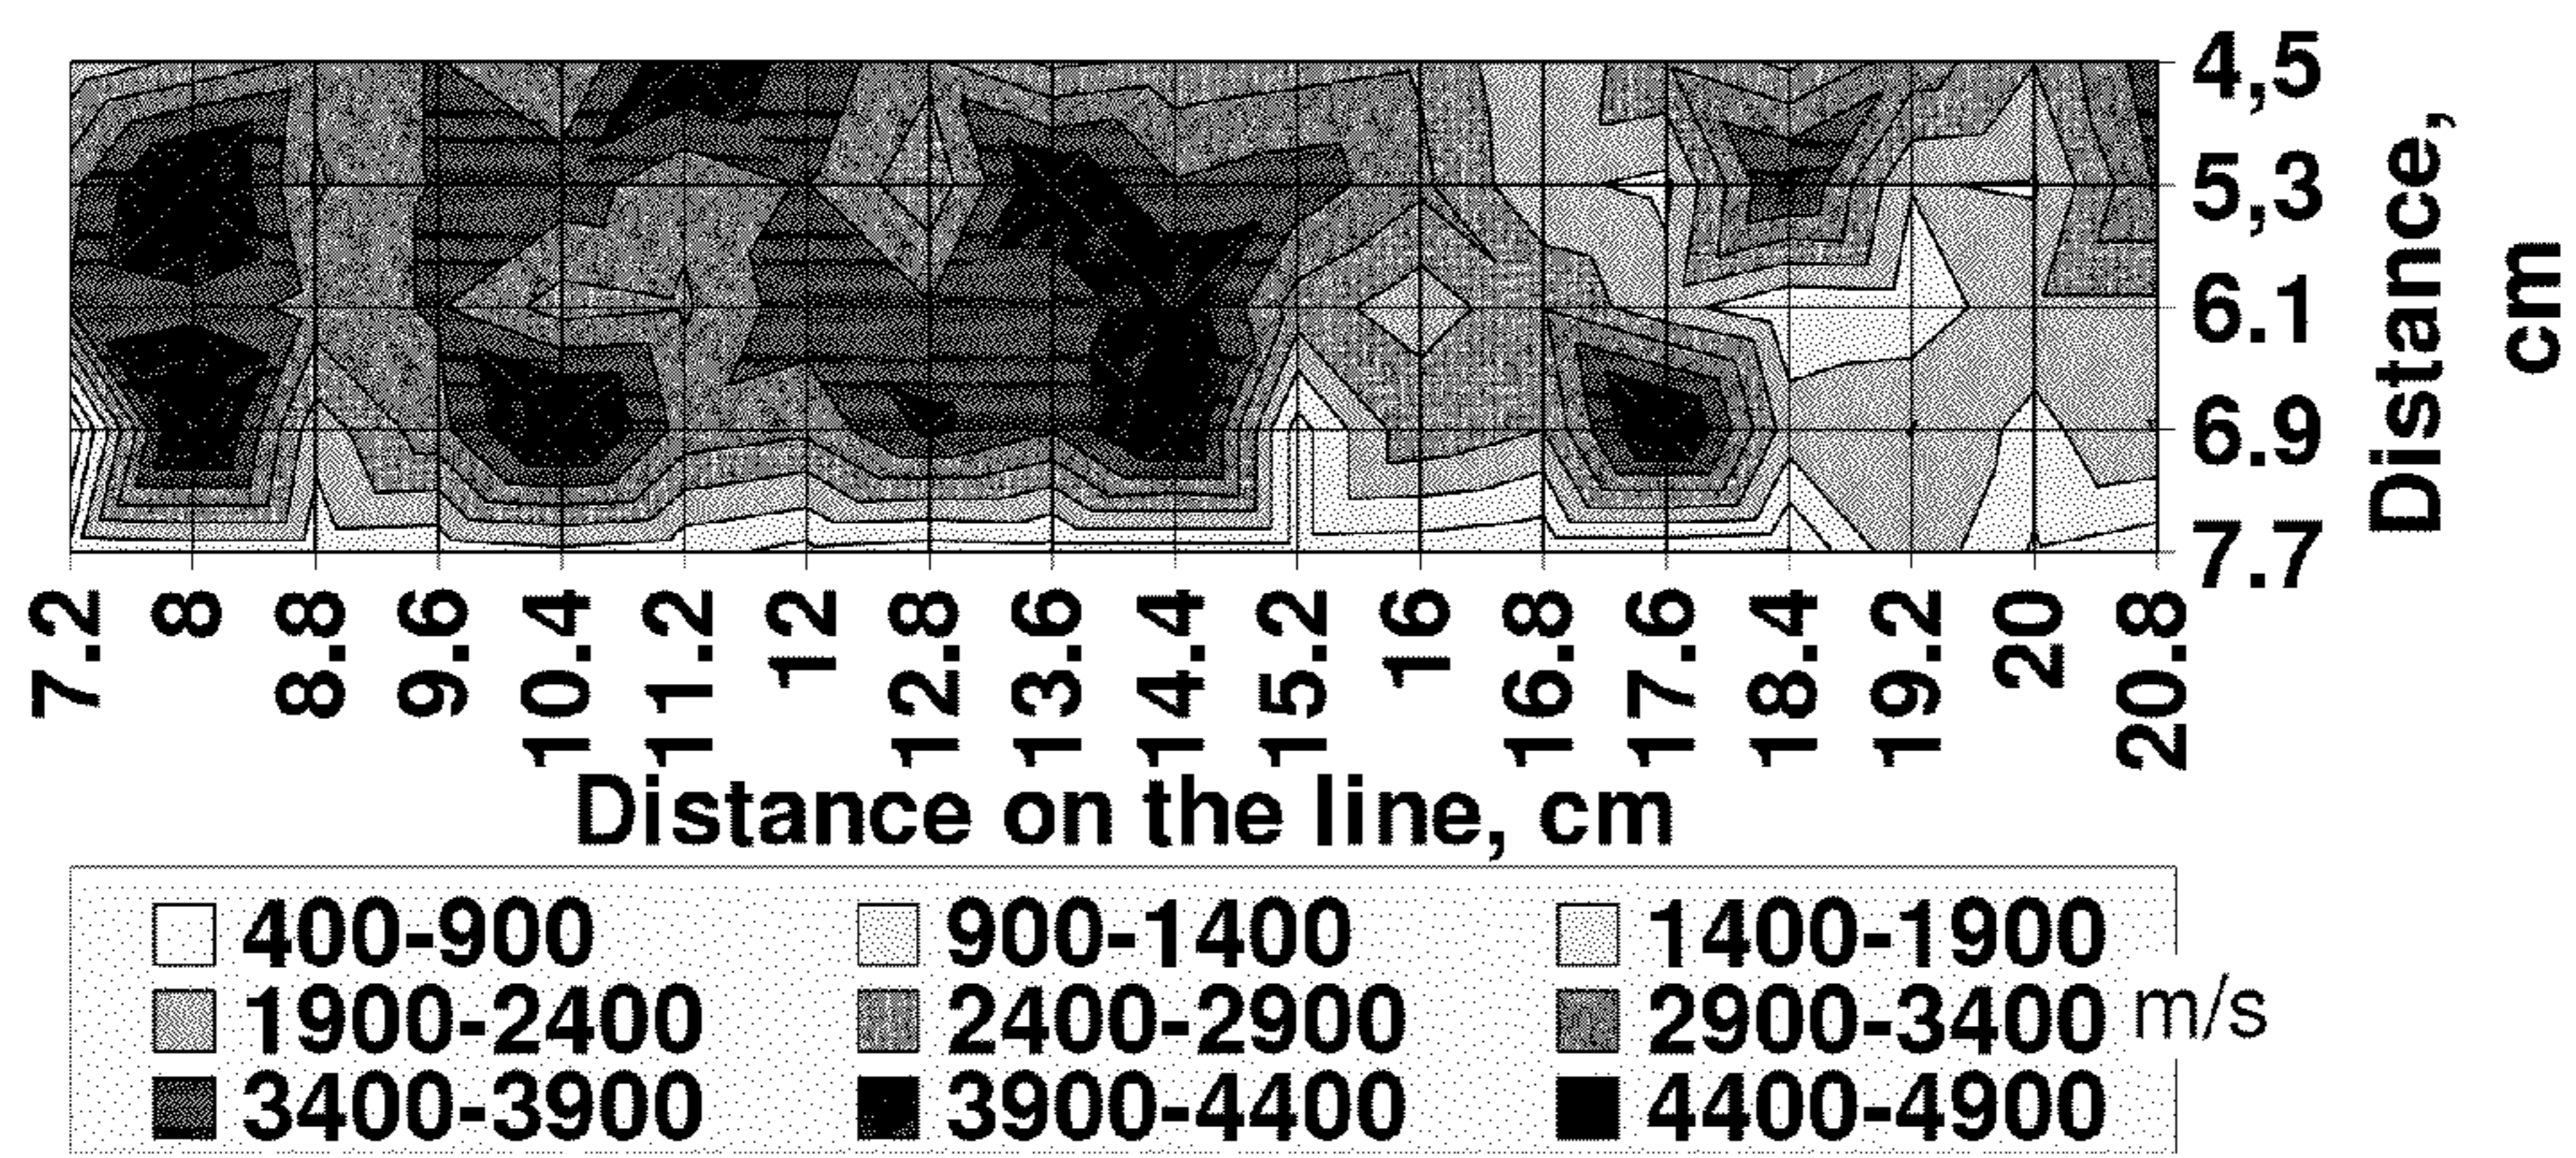 4,5
5,3
6.1
6.9
7.7
Distance,
cm
7.2 8 8.8 9.6 10.4 11.2 12 12.8 13.6 14.4 15.2 16 16.8 17.6 18.4 19.2 20 20.8
Distance on the line, cm
400-900 900-1400 1400-1900
1900-2400 2400-2900 2900-3400 m/s
3400-3900 3900-4400 4400-4900